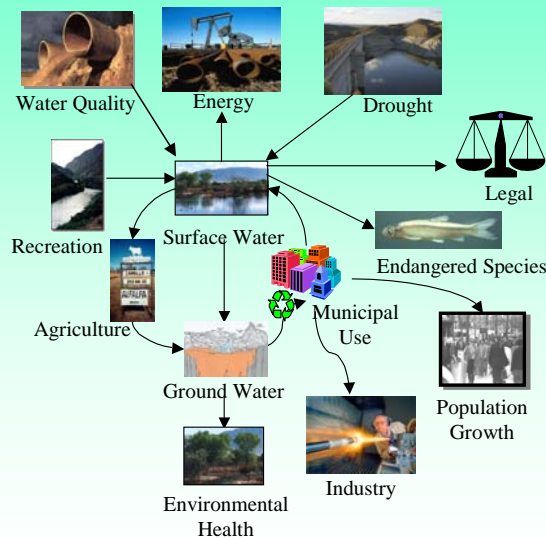 Water Quality
Energy
Drought
Legal
Recreation
Surface Water
Endangered Species
Agriculture
Municipal
Use
Ground Water
Population
Growth
Industry
Environmental
Health